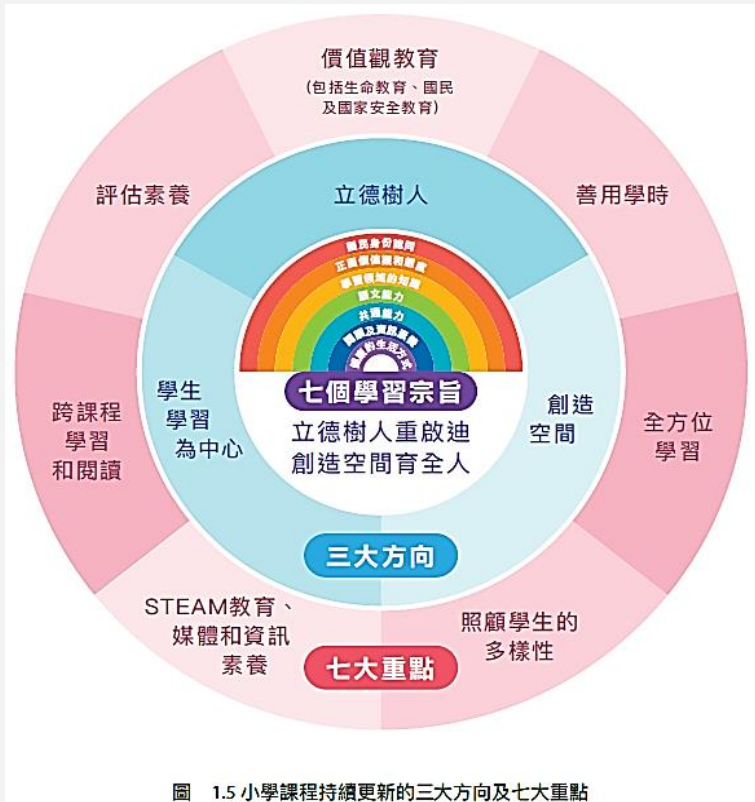 價值觀教育
(包括生命教育、國民
及國家安全教育)
評估素養
立德樹人
善用學時
國民身份認同
正面價值觀和態度
學習領域的知識
語文能力
共通能力
開展及資訊素養
健康的生活方式
七個學習宗旨
立德樹人重啟迪
創造空間育全人
學生
學習
為中心
創造
空間
跨課程
學習
和閱讀
全方位
學習
三大方向
STEAM教育、
媒體和資訊
素養
照顧學生的
多樣性
七大重點
圖 1.5 小學課程持續更新的三大方向及七大重點